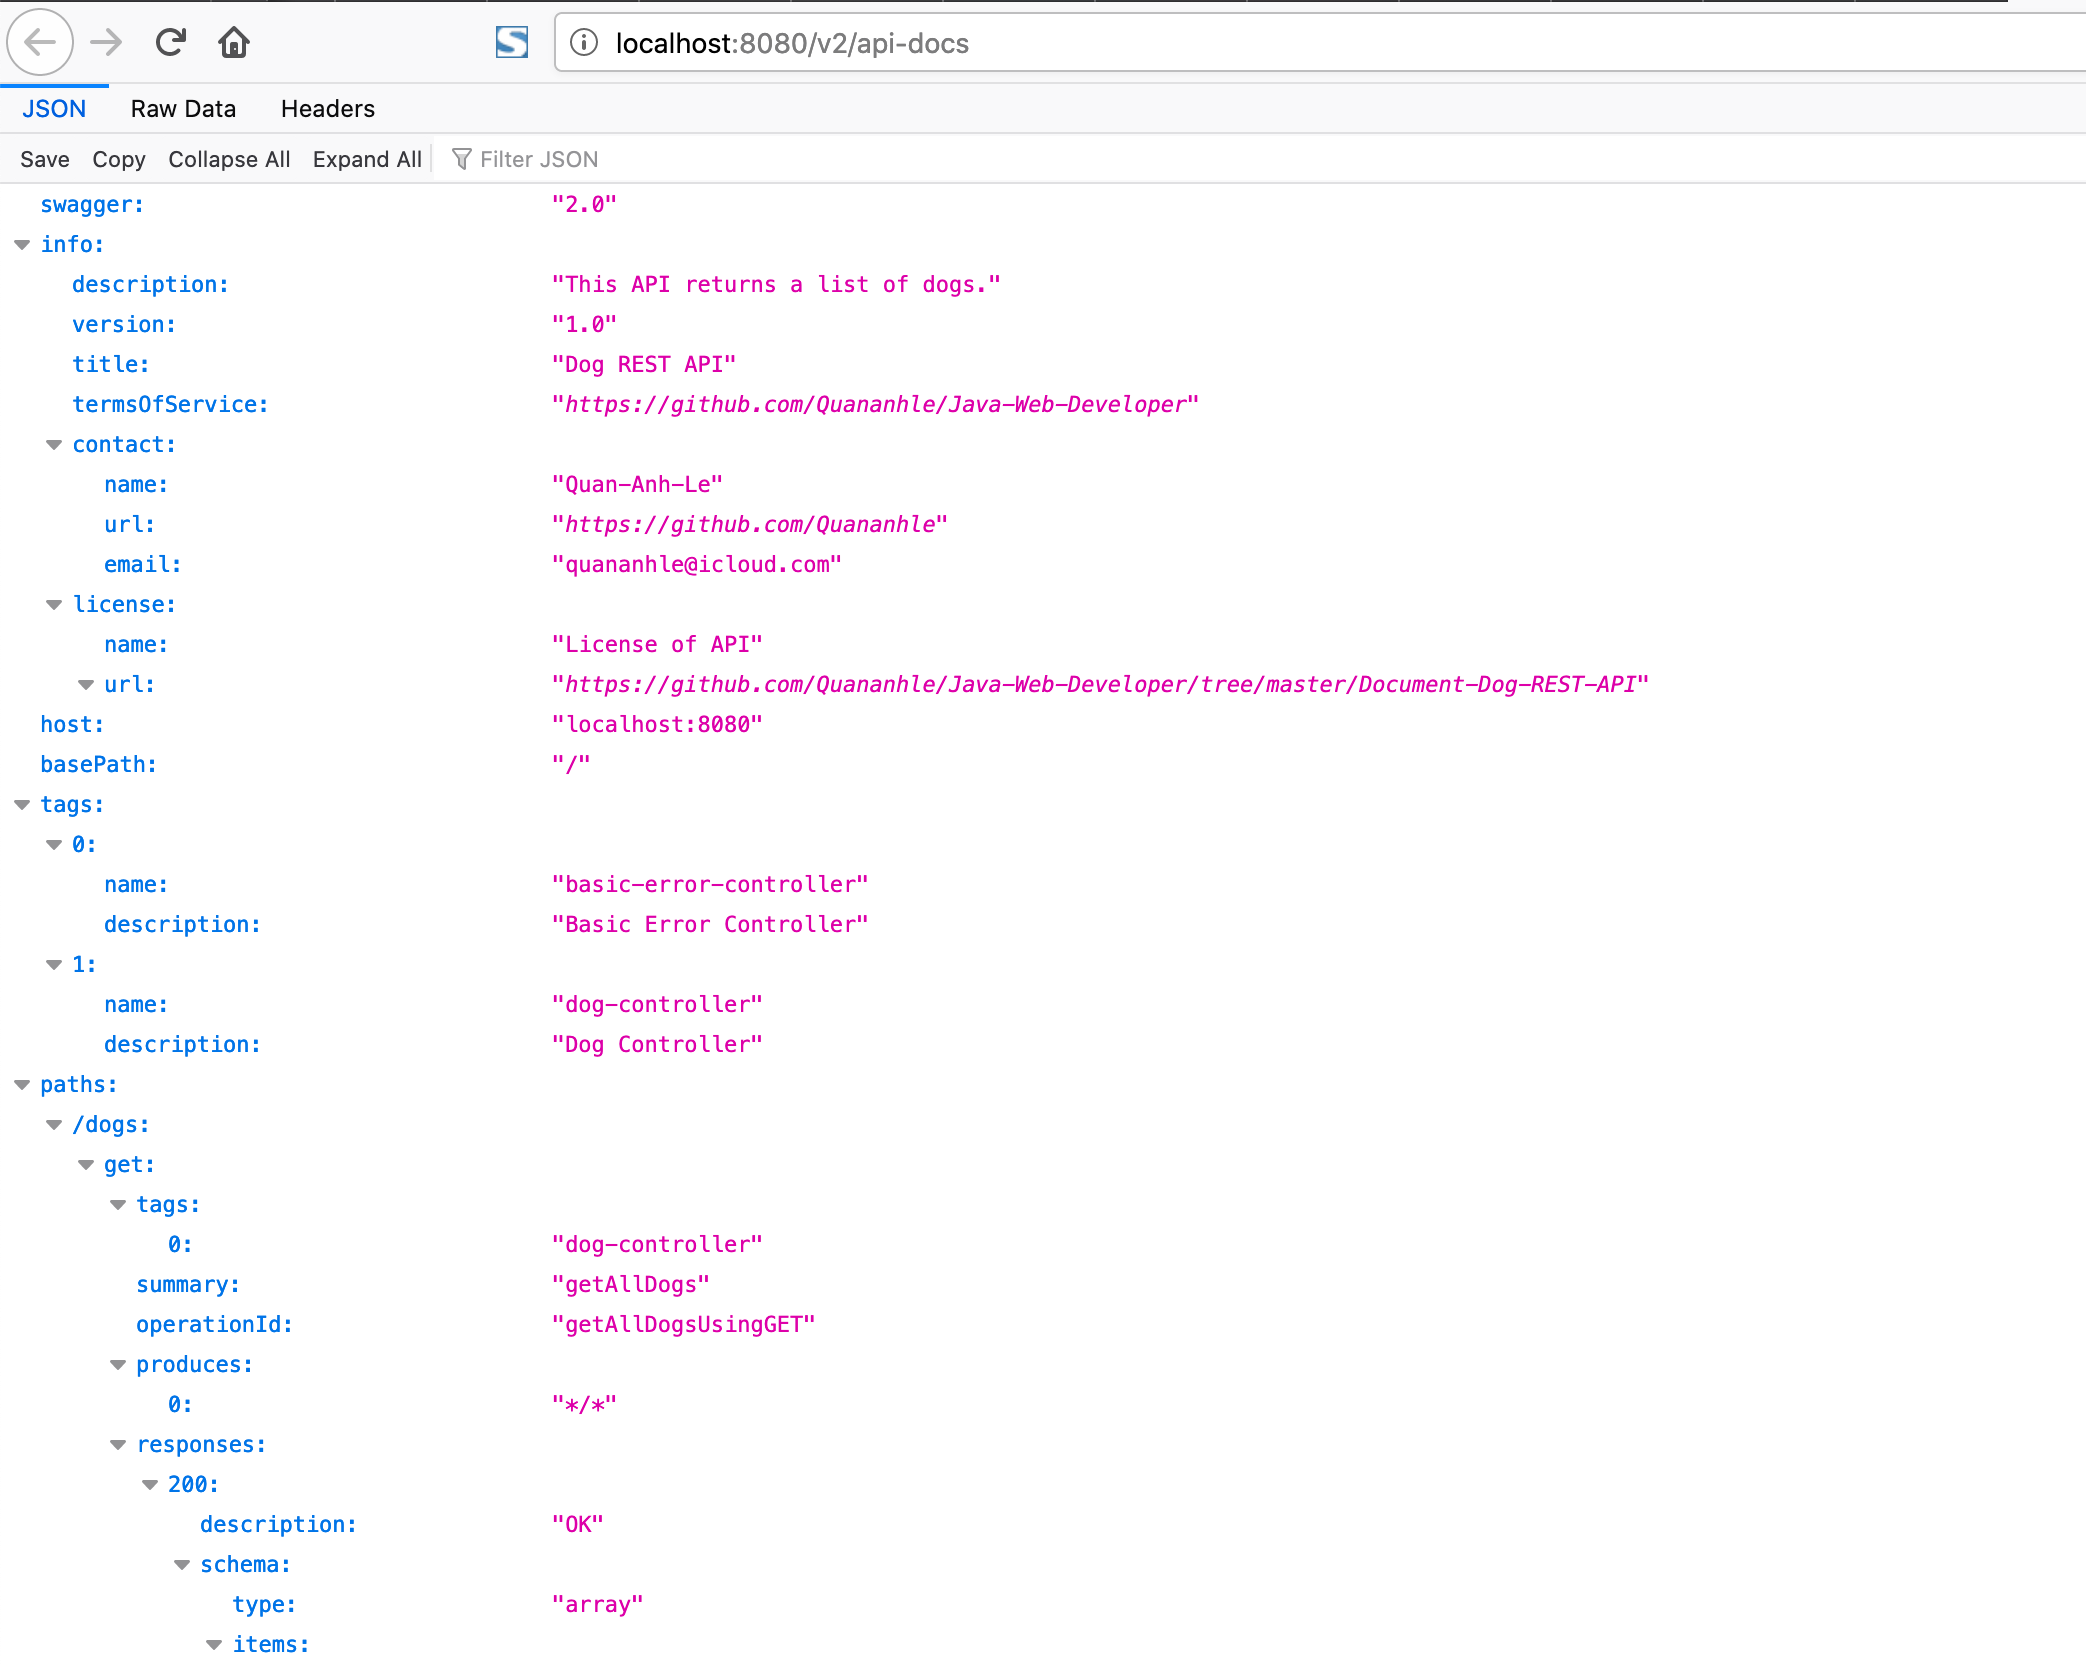 localhost:8080/v2/api-docs
JSON Raw Data Headers
Save Copy Collapse All Expand All Filter JSON
swagger: "2.0"
info:
description: "This API returns a list of dogs."
version: "1.0"
title: "Dog REST API"
termsOfService: "https://github.com/Quananhle/Java-Web-Developer"
contact:
name: "Quan-Anh-Le"
url: "https://github.com/Quananhle"
email: "quananhle@icloud.com"
license:
name: "License of API"
url: "https://github.com/Quananhle/Java-Web-Developer/tree/master/Document-Dog-REST-API"
host: "localhost:8080"
basePath: "/"
tags:
0:
name: "basic-error-controller"
description: "Basic Error Controller"
1:
name: "dog-controller"
description: "Dog Controller"
paths:
/dogs:
get:
tags:
0: "dog-controller"
summary: "getAllDogs"
operationId: "getAllDogsUsingGET"
produces:
0: "*/*"
responses:
200:
description: "OK"
schema:
type: "array"
items: